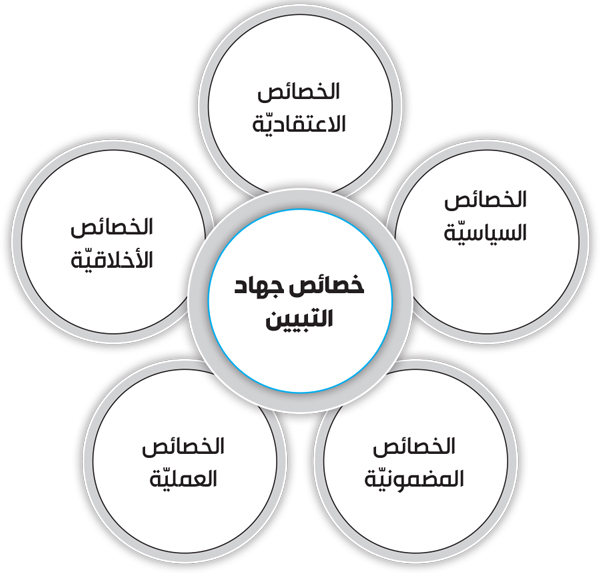 الخصائص
الاعتقاديّة
الخصائص
السياسيّة
الخصائص
الأخلاقيّة
خصائص جهاد
التبيين
الخصائص
المضمونيّة
الخصائص
العمليّة